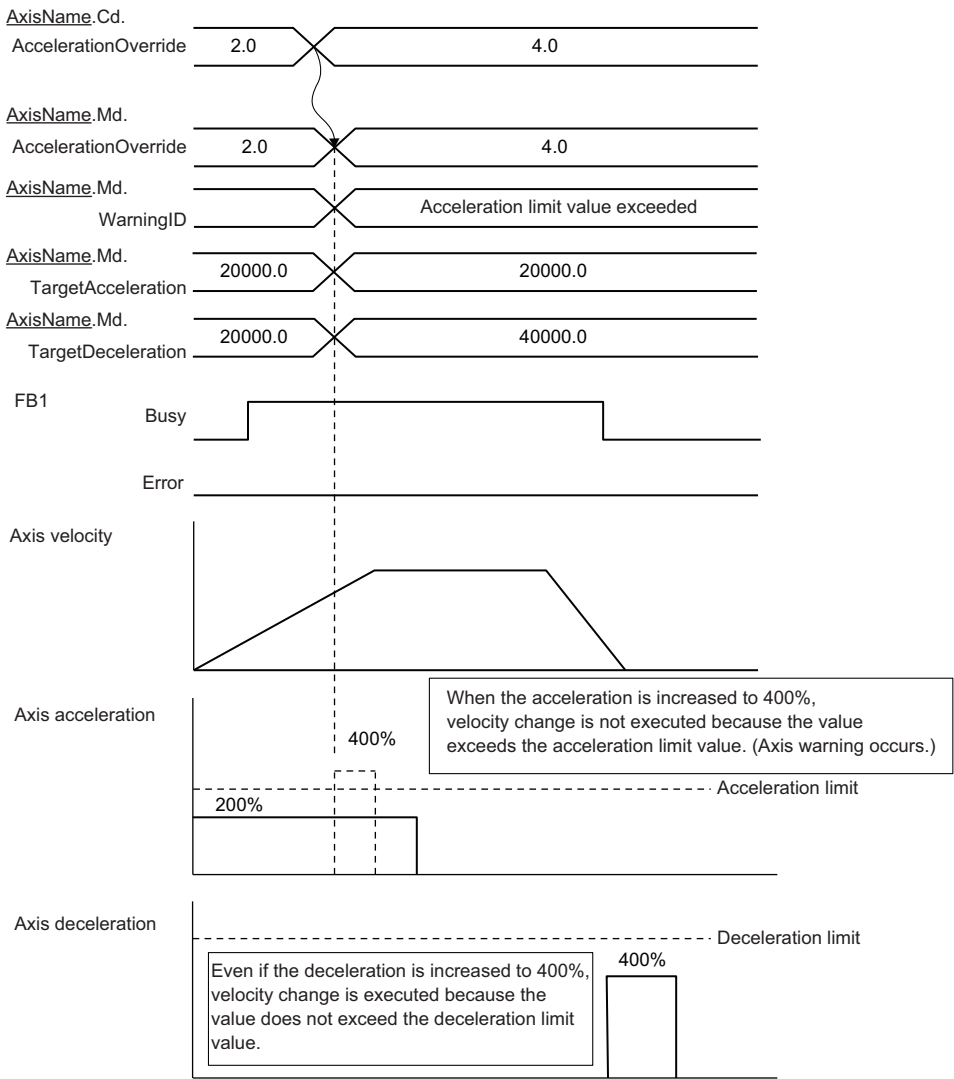 AxisName.Cd.
AccelerationOverride
2.0
4.0
AxisName.Md.
AccelerationOverride
2.0
4.0
AxisName.Md.
WarningID
Acceleration limit value exceeded
AxisName.Md.
TargetAcceleration
20000.0
20000.0
AxisName.Md.
TargetDeceleration
20000.0
40000.0
FB1
Busy
Error
Axis velocity
When the acceleration is increased to 400%,
velocity change is not executed because the value
exceeds the acceleration limit value. (Axis warning occurs.)
Axis acceleration
400%
Acceleration limit
200%
Axis deceleration
Deceleration limit
400%
Even if the deceleration is increased to 400%,
velocity change is executed because the
value does not exceed the deceleration limit
value.